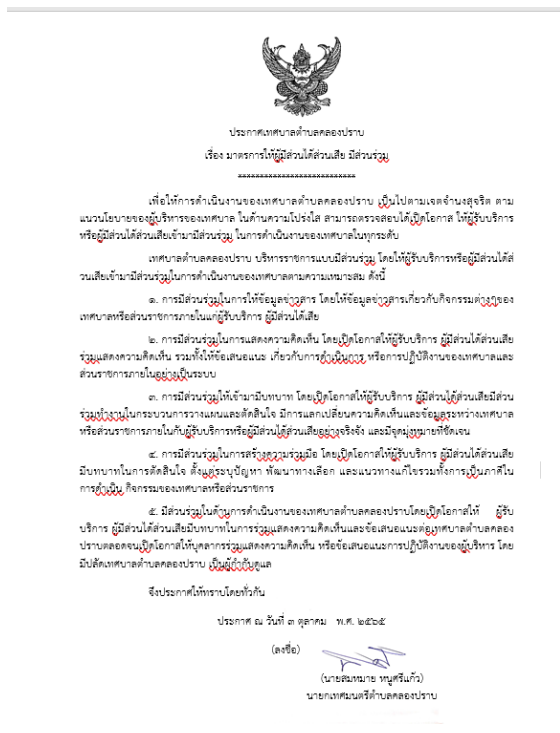 ประกาศเทศบาลตำบลคลองปราบ
เรื่อง มาตรการให้ผู้มีส่วนได้ส่วนเสีย มีส่วนร่วม
เพื่อให้การดำเนินงานของเทศบาลตำบลคลองปราบ เป็นไปตามเจตจำนงสุจริต ตาม
แนวนโยบายของผู้บริหารของเทศบาล ในด้านความโปร่งใส สามารถตรวจสอบได้เปิดโอกาส ให้ผู้รับบริการ
หรือผู้มีส่วนได้ส่วนเสียเข้ามามีส่วนร่วม ในการดำเนินงานของเทศบาลในทุกระดับ
เทศบาลตำบลคลองปราบ บริหารราชการแบบมีส่วนร่วม โดยให้ผู้รับบริการหรือผู้มีส่วนได้ส่
วนเสียเข้ามามีส่วนร่วมในการดำเนินงานของเทศบาลตามความเหมาะสม ดังนี้
๑. การมีส่วนร่วมในการให้ข้อมูลข่าวสาร โดยให้ข้อมูลข่าวสารเกี่ยวกับกิจกรรมต่างๆของ
เทศบาลหรือส่วนราชการภายในแก่ผู้รับบริการ ผู้มีส่วนได้เสีย
๒. การมีส่วนร่วมในการแสดงความคิดเห็น โดยเปิดโอกาสให้ผู้รับบริการ ผู้มีส่วนได้ส่วนเสีย
ร่วมแสดงความคิดเห็น รวมทั้งให้ข้อเสนอแนะ เกี่ยวกับการดำเนินการ หรือการปฏิบัติงานของเทศบาลและ
ส่วนราชการภายในอย่างเป็นระบบ
๓. การมีส่วนร่วมให้เข้ามามีบทบาท โดยเปิดโอกาสให้ผู้รับบริการ ผู้มีส่วนได้ส่วนเสียมีส่วน
ร่วมทำงานในกระบวนการวางแผนและตัดสินใจ มีการแลกเปลี่ยนความคิดเห็นและข้อมูลระหว่างเทศบาล
หรือส่วนราชการภายในกับผู้รับบริการหรือผู้มีส่วนได้ส่วนเสียอย่างจริงจัง และมีจุดมุ่งหมายที่ชัดเจน
๔. การมีส่วนร่วมในการสร้างความร่วมมือ โดยเปิดโอกาสให้ผู้รับบริการ ผู้มีส่วนได้ส่วนเสีย
มีบทบาทในการตัดสินใจ ตั้งแต่ระบุปัญหา พัฒนาทางเลือก และแนวทางแก้ไขรวมทั้งการเป็นภาคีใน
การดำเนิน กิจกรรมของเทศบาลหรือส่วนราชการ
๕. มีส่วนร่วมในด้านการดำเนินงานของเทศบาลตำบลคลองปราบโดยเปิดโอกาสให้ ผู้รับ
บริการ ผู้มีส่วนได้ส่วนเสียมีบทบาทในการร่วมแสดงความคิดเห็นและข้อเสนอแนะต่อเทศบาลตำบลคลอง
ปราบตลอดจนเปิดโอกาสให้บุคลากรร่วมแสดงความคิดเห็น หรือข้อเสนอแนะการปฏิบัติงานของผู้บริหาร โดย
มีปลัดเทศบาลตำบลคลองปราบ เป็นผู้กำกับดูแล
จึงประกาศให้ทราบโดยทั่วกัน
ประกาศ ณ วันที่ ๓ ตุลาคม พ.ศ. ๒๕๖๕
(ลงชื่อ)
(นายสมหมาย หนูศรีแก้ว)
นายกเทศมนตรีตำบลคลองปราบ